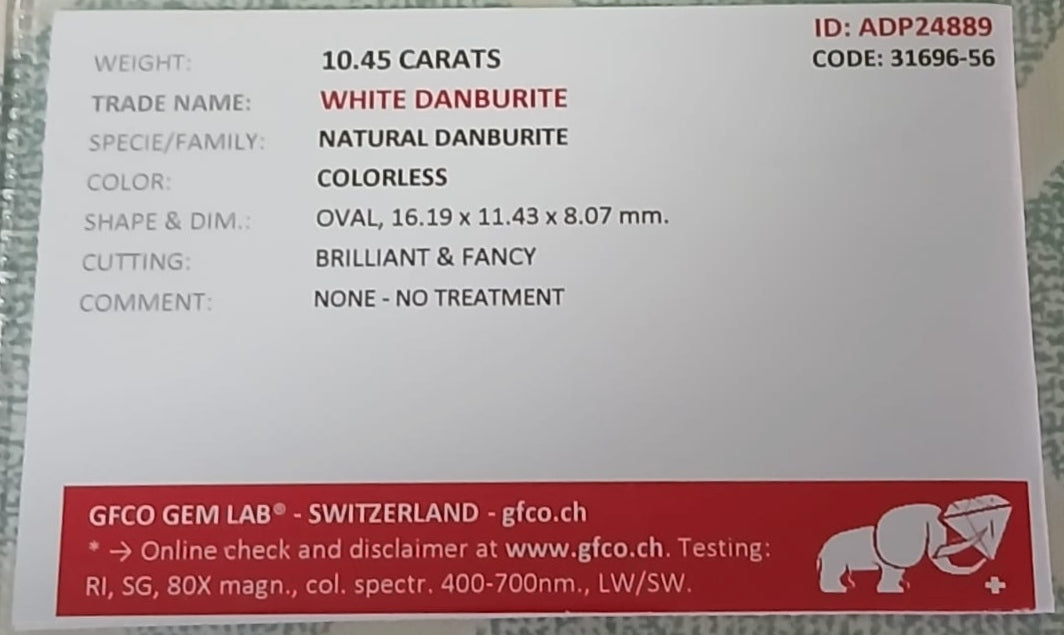 ID: ADP24889
CODE: 31696-56
WEIGHT: 10.45 CARATS
TRADE NAME: WHITE DANBURITE
SPECIE/FAMILY: NATURAL DANBURITE
COLOR: COLORLESS
SHAPE & DIM.: OVAL, 16.19 x 11.43 x 8.07 mm.
CUTTING: BRILLIANT & FANCY
COMMENT: NONE - NO TREATMENT
GFCO GEM LAB® - SWITZERLAND - gfco.ch
* → Online check and disclaimer at www.gfco.ch. Testing:
RI, SG, 80X magn., col. spectr. 400-700nm., LW/SW.